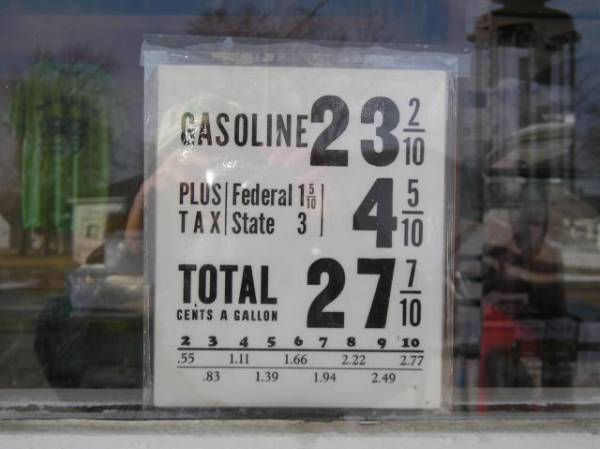 GASOLINE 23 2/10
PLUS Federal 1 5/10
TAX State 3
4 5/10
TOTAL 27 7/10
CENTS A GALLON
2 3 4 5 6 7 8 9 10
.55 1.11 1.66 2.22 2.77
.83 1.39 1.94 2.49